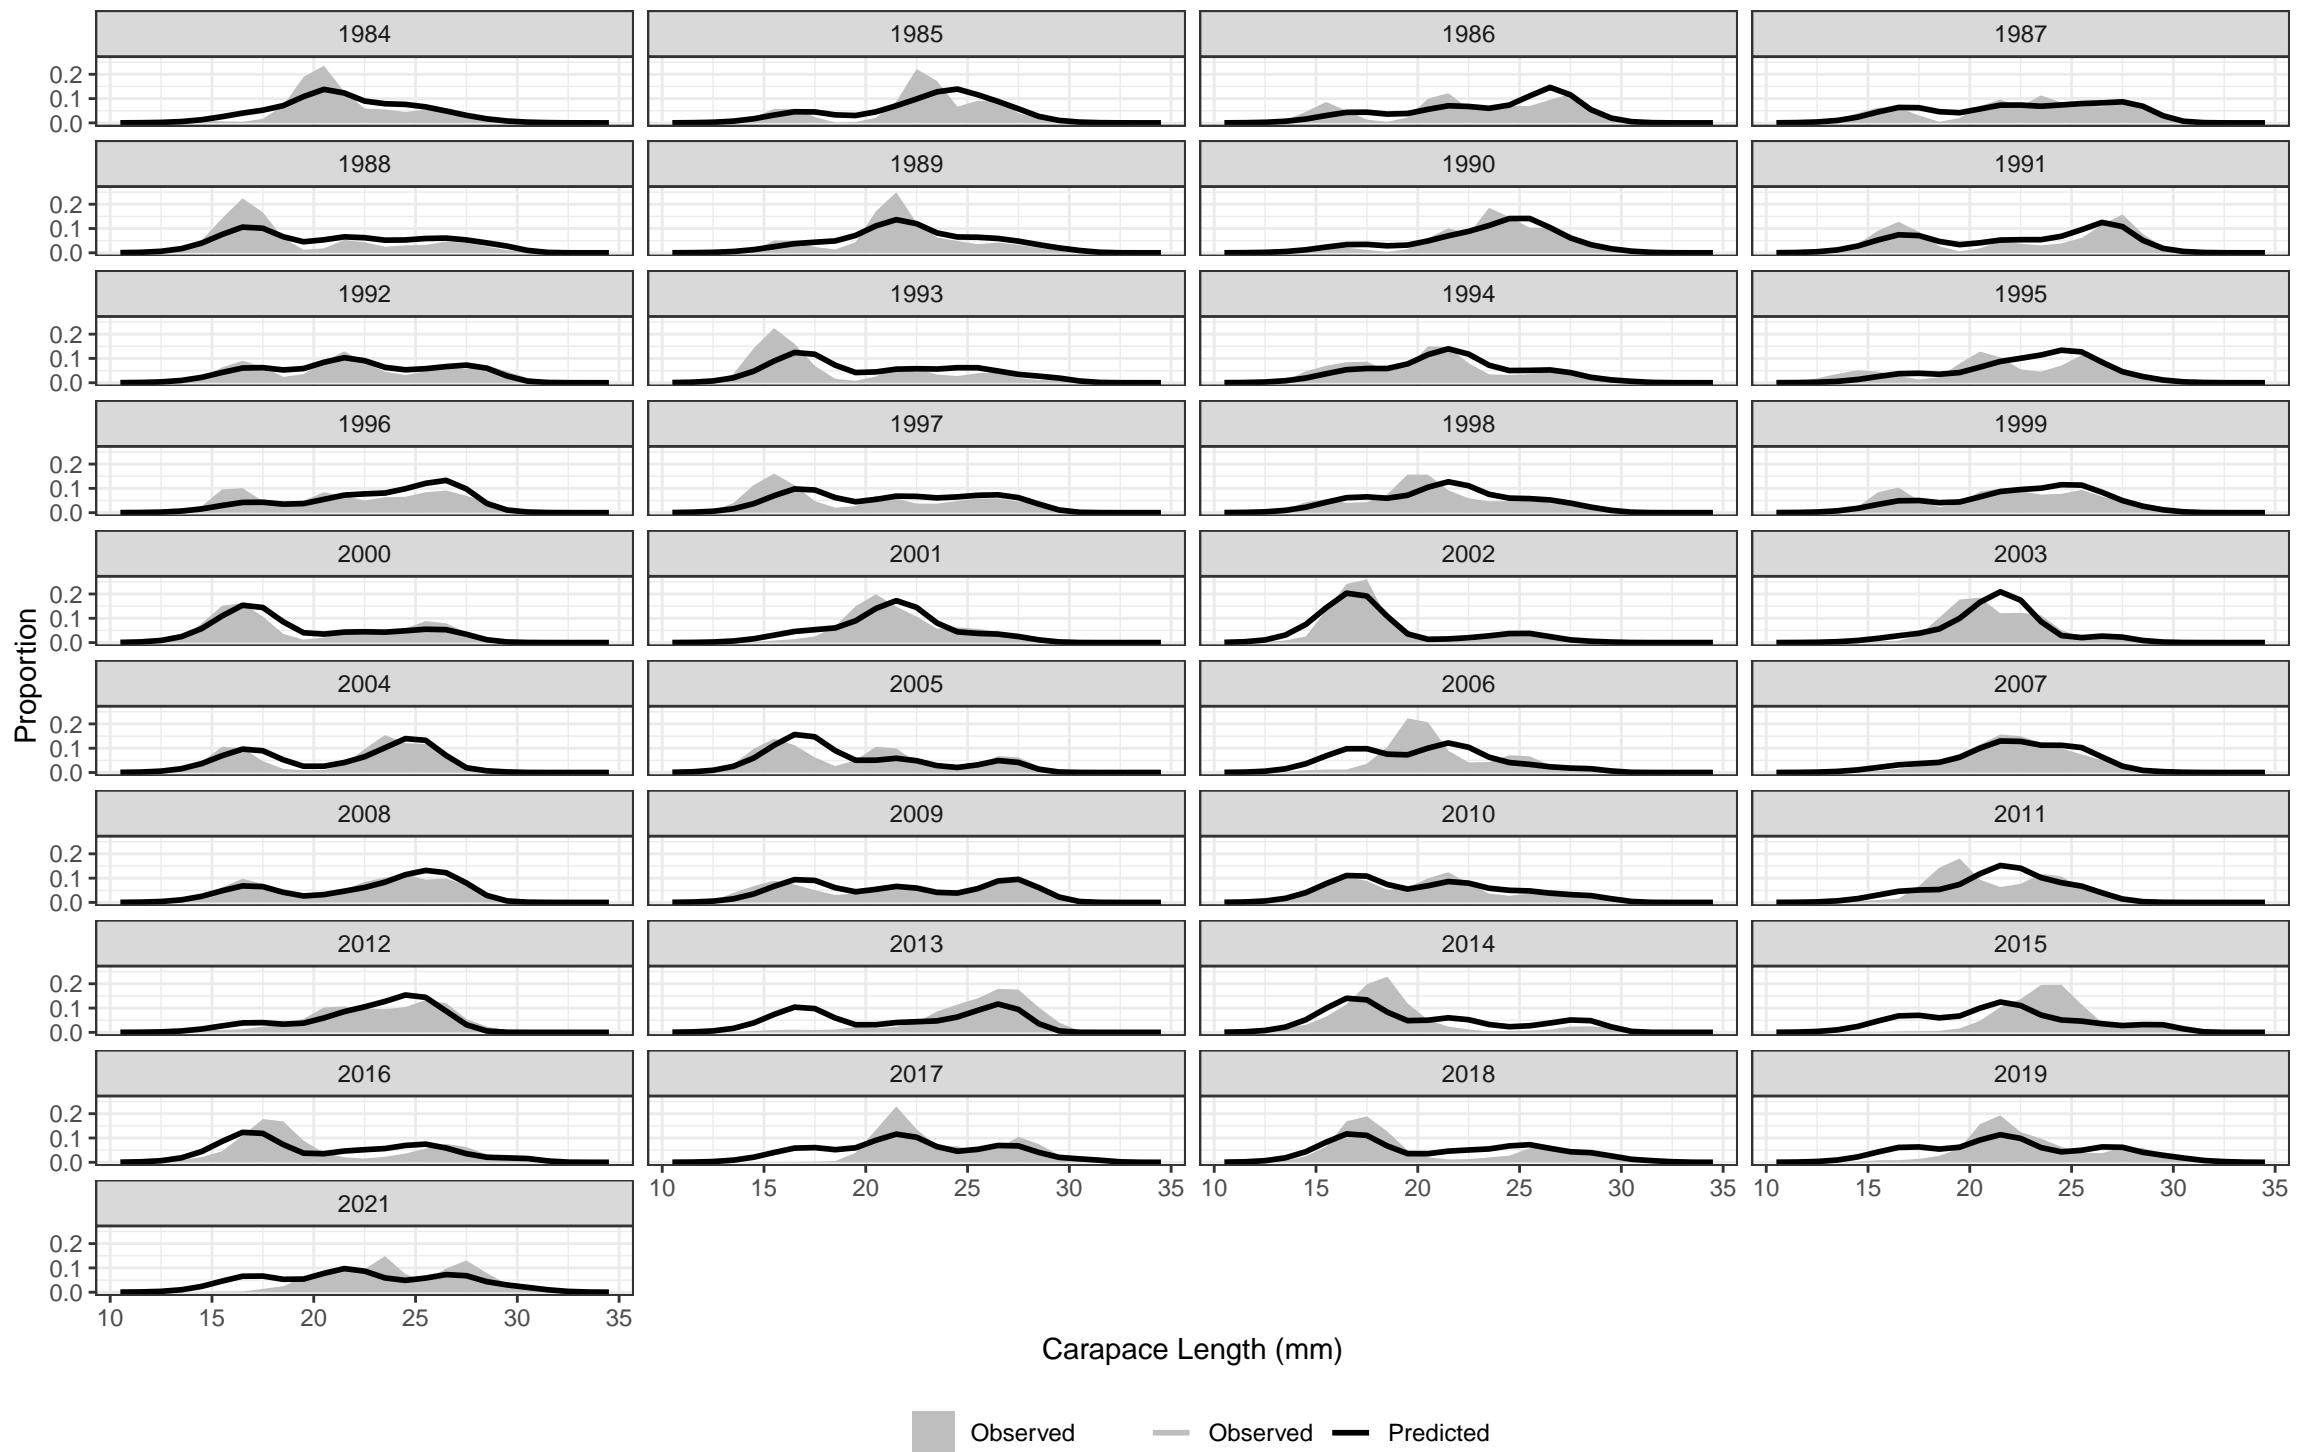 1984 1985 1986 1987
0.2
0.1
0.0
1988 1989 1990 1991
0.2
0.1
0.0
1992 1993 1994 1995
0.2
0.1
0.0
1996 1997 1998 1999
0.2
0.1
0.0
2000 2001 2002 2003
0.2
0.1
0.0
Proportion
2004 2005 2006 2007
0.2
0.1
0.0
2008 2009 2010 2011
0.2
0.1
0.0
2012 2013 2014 2015
0.2
0.1
0.0
2016 2017 2018 2019
0.2
0.1
0.0
10 15 20 25 30 35 10 15 20 25 30 35 10 15 20 25 30 35
2021
0.2
0.1
0.0
10 15 20 25 30 35
Carapace Length (mm)
Observed Observed Predicted